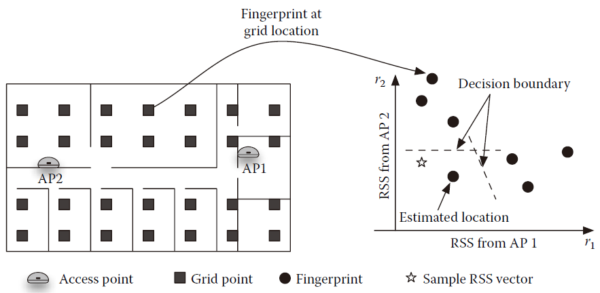 Fingerprint at
grid location
r2
Decision boundary
RSS from AP 2
AP2
AP1
Estimated location
RSS from AP 1
r1
Access point
Grid point
Fingerprint
Sample RSS vector